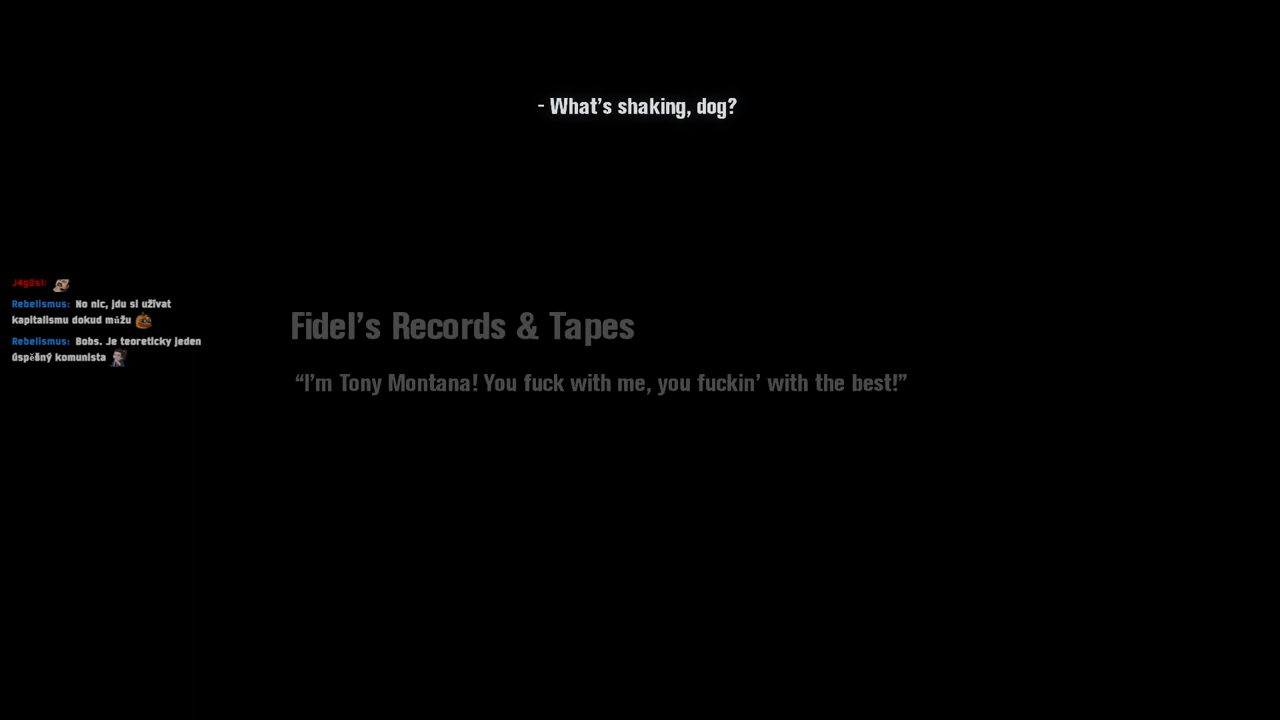 - What's shaking, dog?
J4g0sh
Rebelismus: No nic, jdu si užívat
kapitalismu dokud můžu
Rebelismus: Bobs. Je teoreticky jeden
úspěšný komunista
Fidel's Records & Tapes
“I'm Tony Montana! You fuck with me, you fuckin' with the best!”